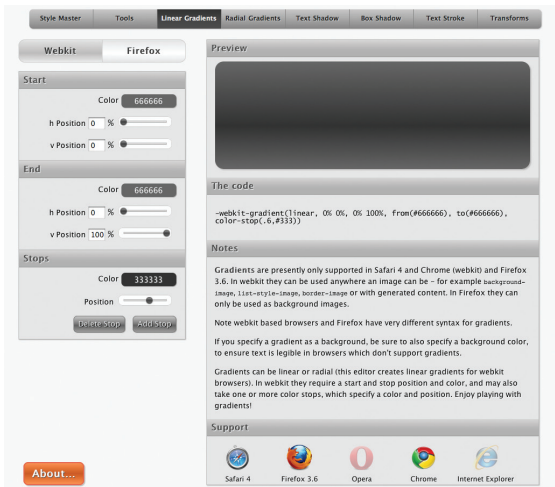 Style Master Tools Linear Gradients Radial Gradients Text Shadow Box Shadow Text Stroke Transforms
Webkit Firefox
Start
Color 666666
h Position 0 %
v Position 0 %
End
Color 666666
h Position 0 %
v Position 100 %
Stops
Color 333333
Position
Delete Stop Add Stop
About...
Preview
The code
-webkit-gradient(linear, 0% 0%, 0% 100%, from(#666666), to(#666666),
color-stop(.6,#333))
Notes
Gradients are presently only supported in Safari 4 and Chrome (webkit) and Firefox
3.6. In webkit they can be used anywhere an image can be - for example background-
image, list-style-image, border-image or with generated content. In Firefox they can
only be used as background images.
Note webkit based browsers and Firefox have very different syntax for gradients.
If you specify a gradient as a background, be sure to also specify a background color,
to ensure text is legible in browsers which don't support gradients.
Gradients can be linear or radial (this editor creates linear gradients for webkit
browsers). In webkit they require a start and stop position and color, and may also
take one or more color stops, which specify a color and position. Enjoy playing with
gradients!
Support
Safari 4 Firefox 3.6 Opera Chrome Internet Explorer